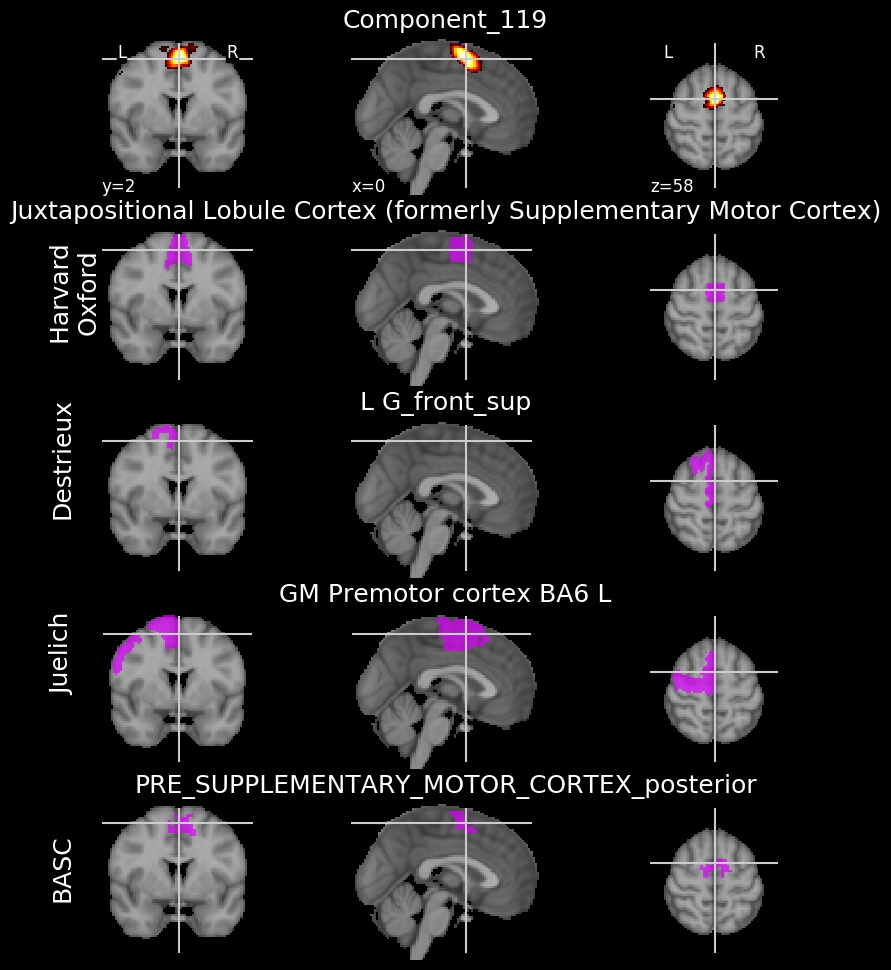 Component_119
L R
L R
y=2 x=0 z=58
Juxtapositional Lobule Cortex (formerly Supplementary Motor Cortex)
Harvard
Oxford
L G_front_sup
Destrieux
GM Premotor cortex BA6 L
Juelich
PRE_SUPPLEMENTARY_MOTOR_CORTEX_posterior
BASC